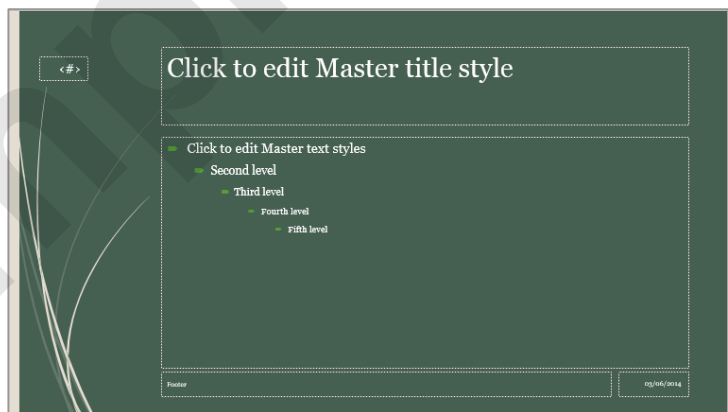 ‹#›
Click to edit Master title style
Click to edit Master text styles
Second level
Third level
Fourth level
Fifth level
Footer
03/06/2014